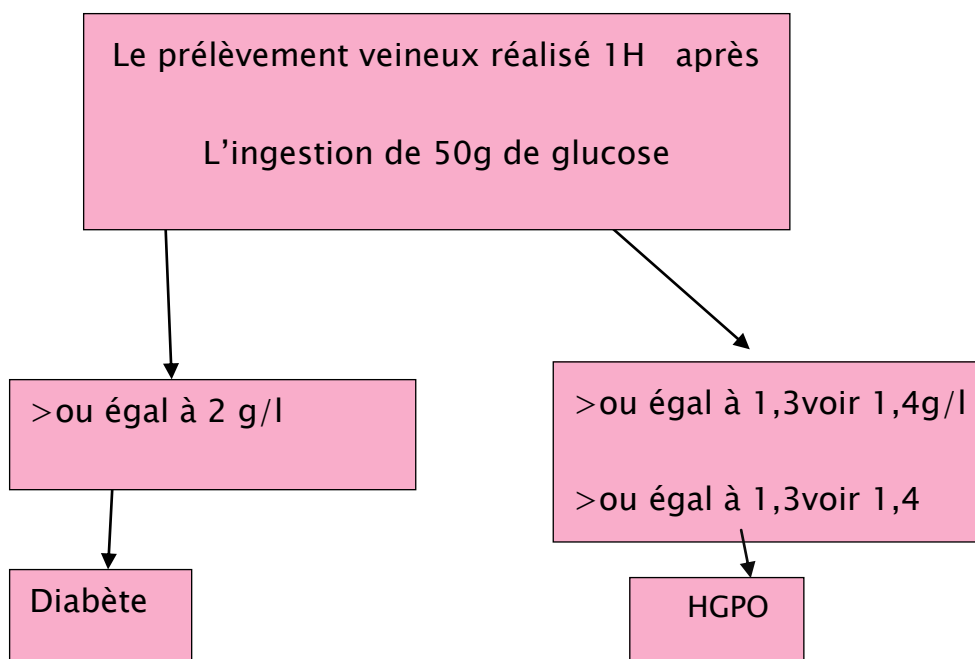 Le prélèvement veineux réalisé 1H après
L'ingestion de 50g de glucose
>ou égal à 2 g/l
>ou égal à 1,3voir 1,4g/l
>ou égal à 1,3voir 1,4
Diabète
HGPO